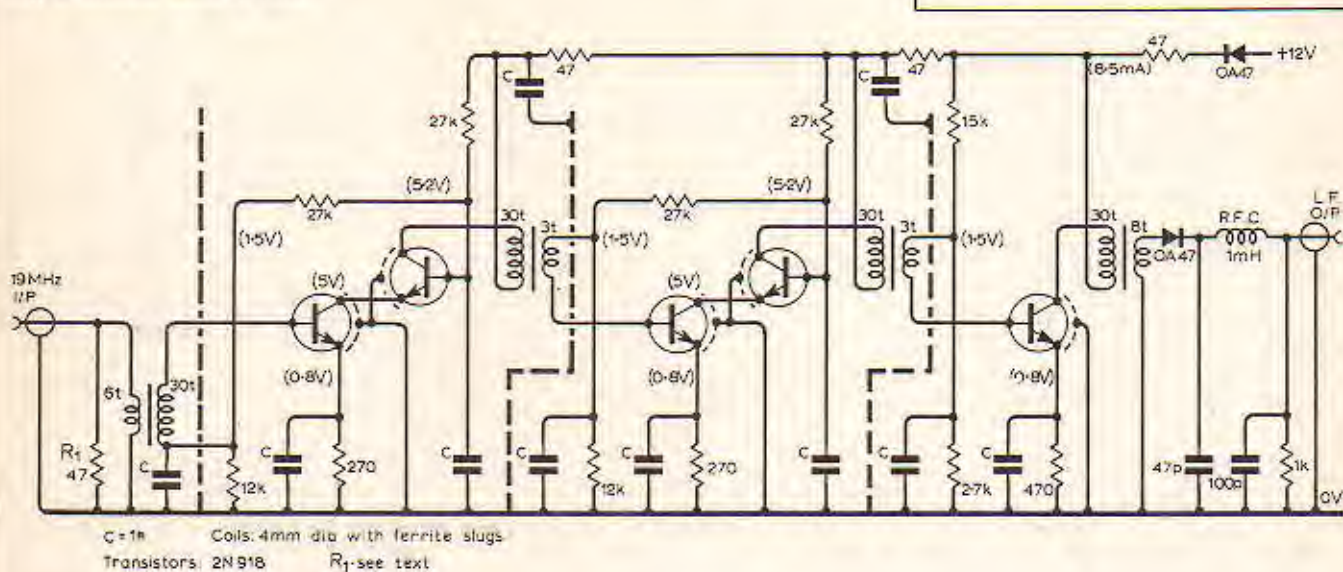 47
47
47
+12V
C
C
(8·5mA)
OA47
27k
27k
15k
(5·2V)
(5·2V)
L.F.
O/P
27k
30t
27k
30t
30t
8t
R.F.C.
(1·5V)
3t
(1·5V)
3t
(1·5V)
OA47
1mH
19MHz
I/P
(5V)
(5V)
(0·8V)
(0·8V)
(0·8V)
30t
R1
47
C
12k
C
270
C
C
12k
C
270
C
C
2·7k
C
470
47p
100p
1k
0V
C = 1n
Coils: 4mm dia with ferrite slugs
Transistors: 2N918
R1-see text